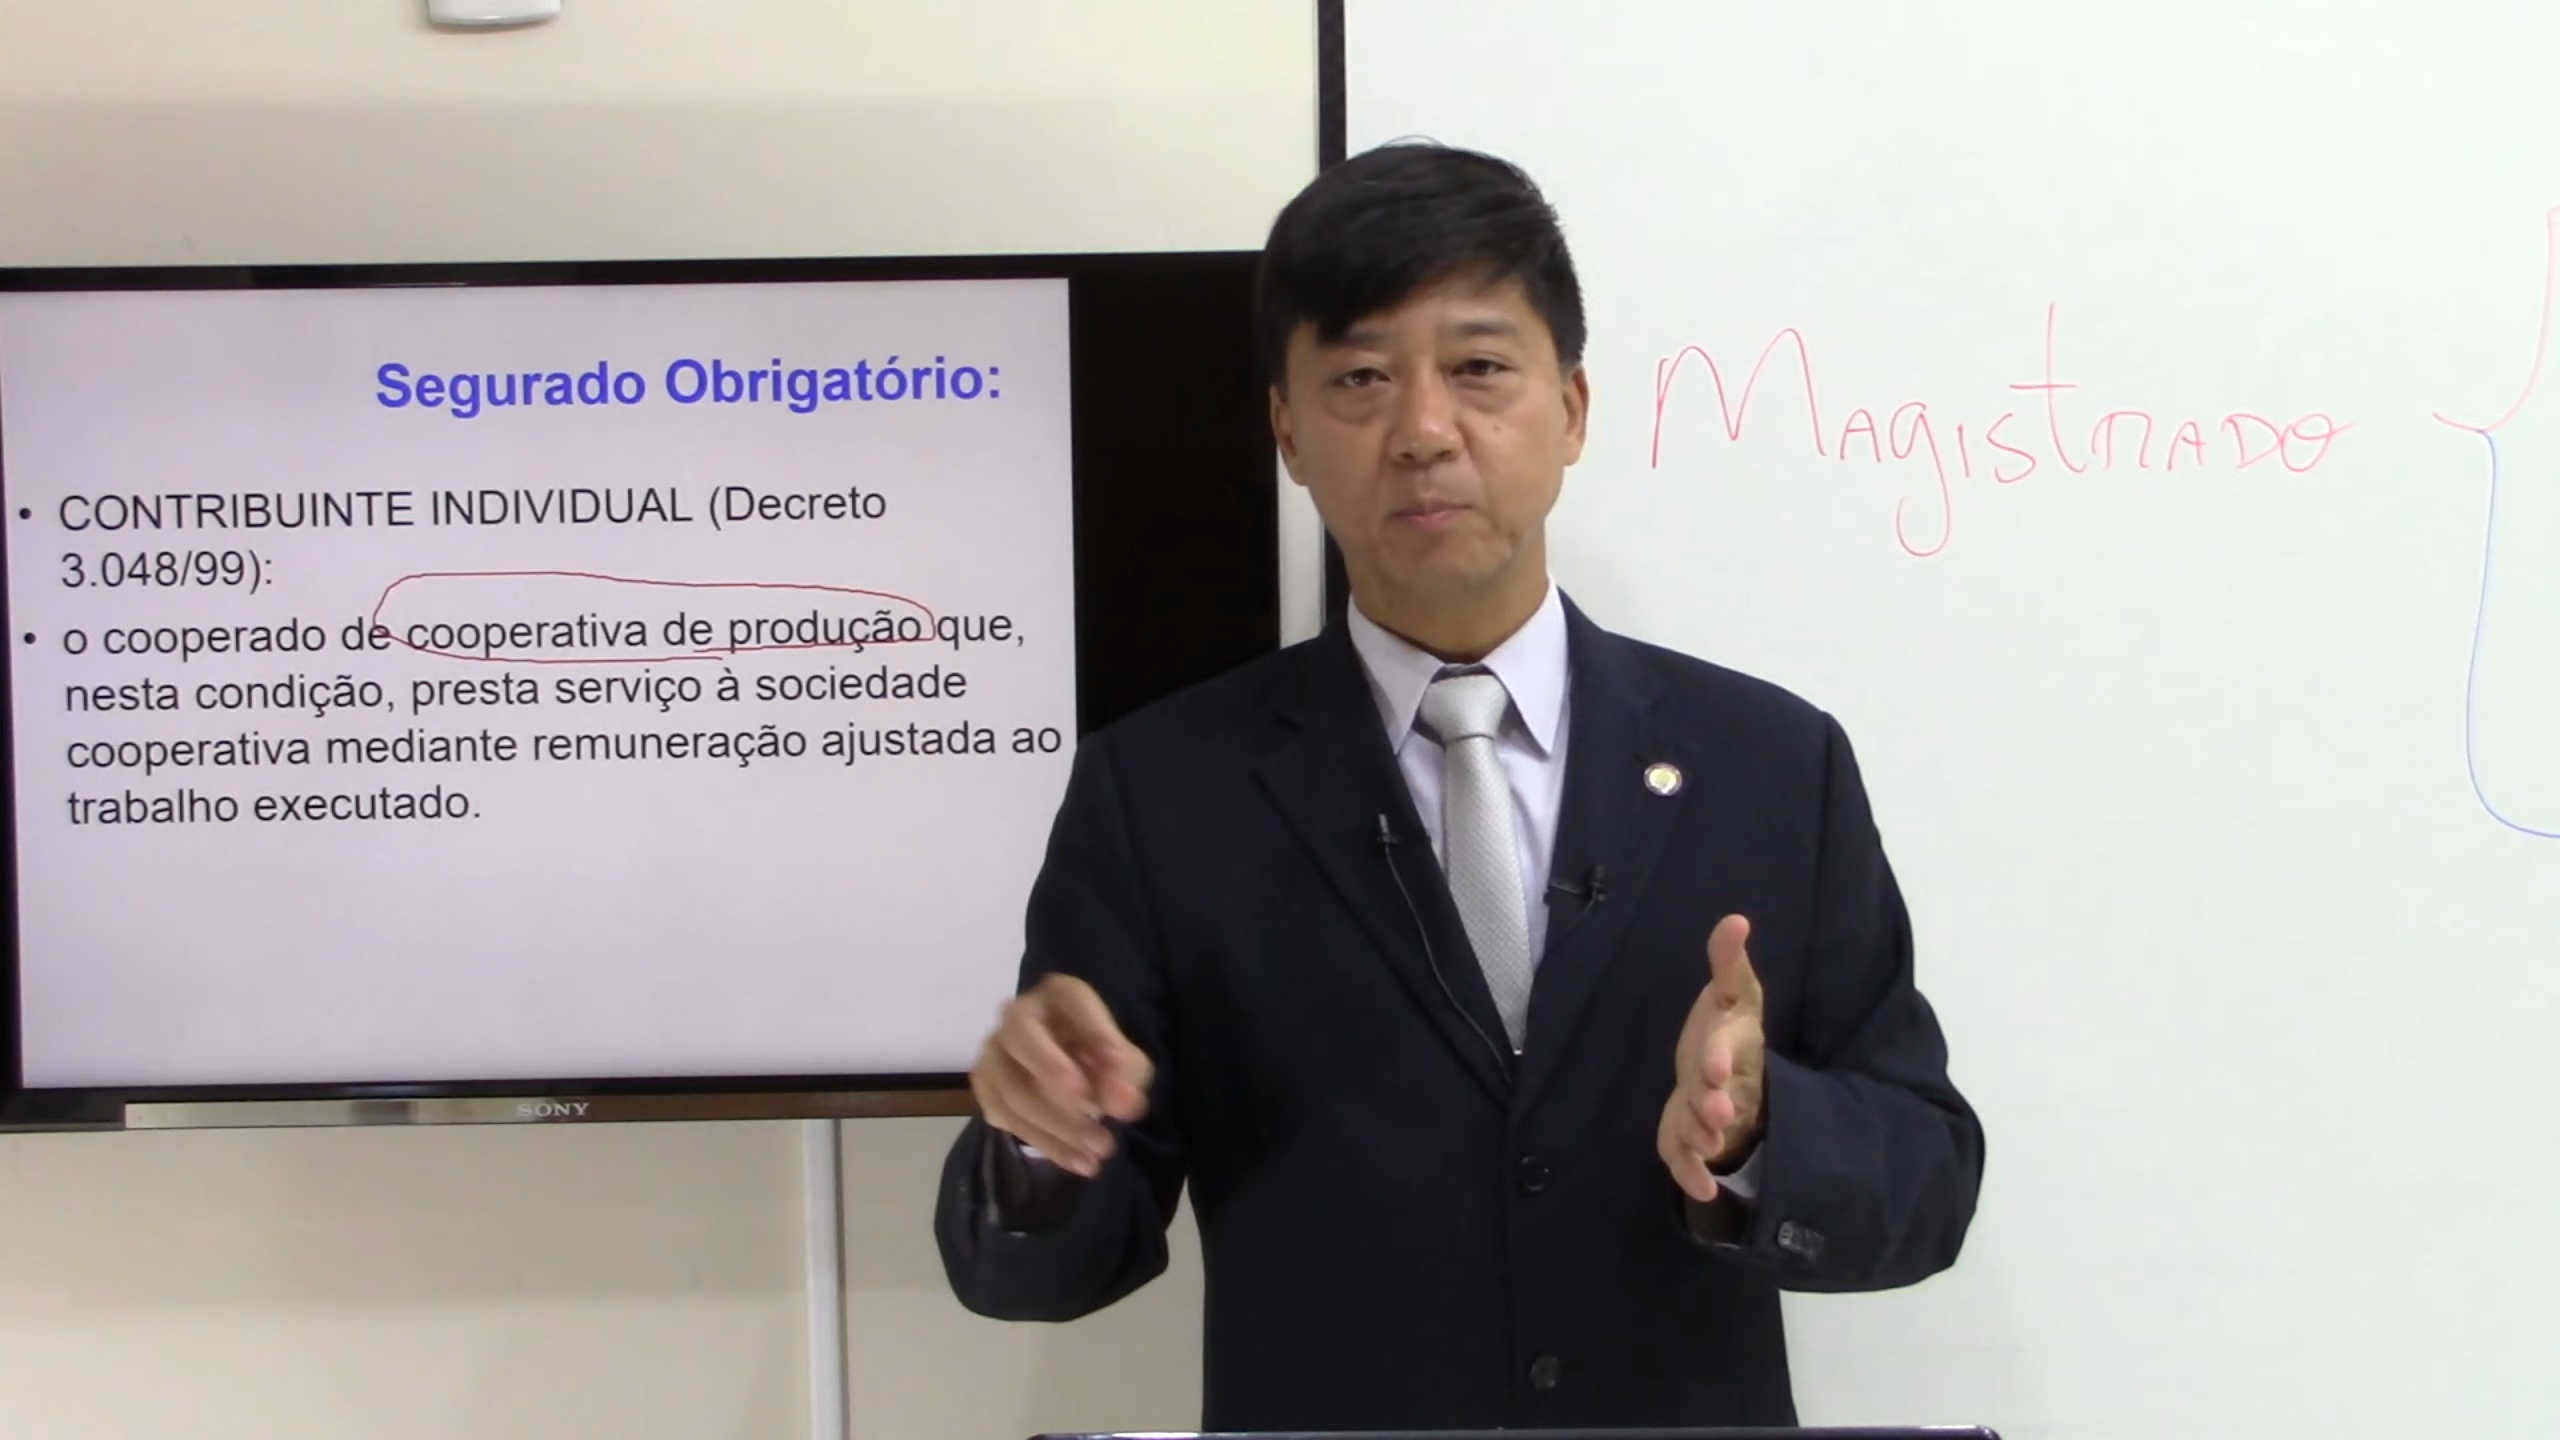 Segurado Obrigatório:
• CONTRIBUINTE INDIVIDUAL (Decreto
3.048/99):
• o cooperado de cooperativa de produção que,
nesta condição, presta serviço à sociedade
cooperativa mediante remuneração ajustada ao
trabalho executado.
SONY
Magistrado